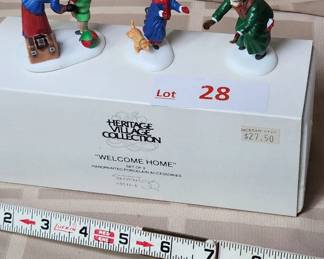 Lot 28
HERITAGE
VILLAGE
COLLECTION
$27.50
"WELCOME HOME"
SET OF 3
HANDPAINTED PORCELAIN ACCESSORIES
2 3 4 5 6 7
Lufkin